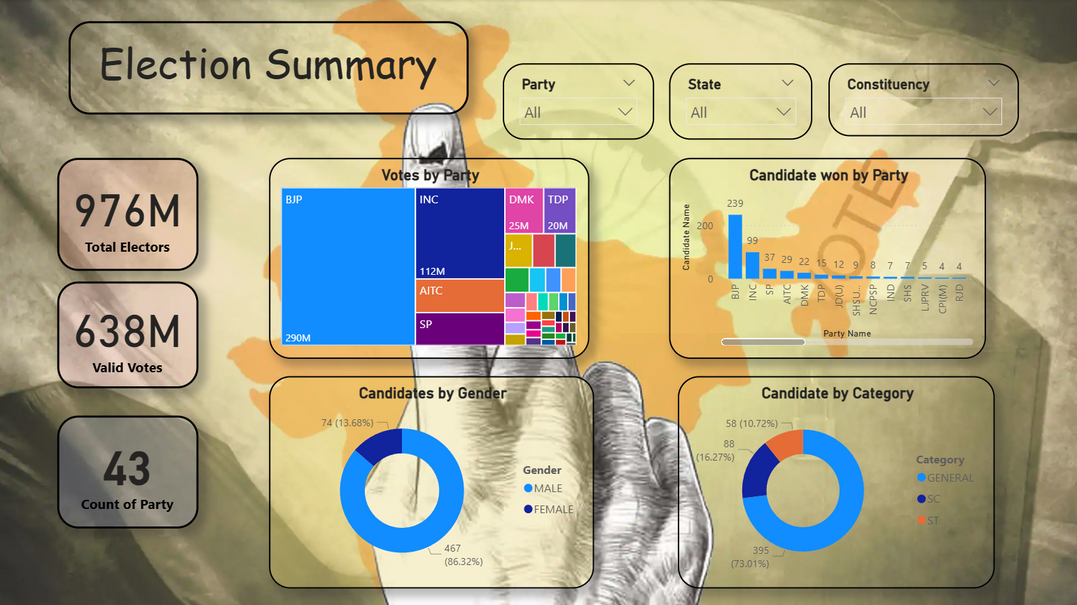 Election Summary
Party
All
State
All
Constituency
All
976M
Total Electors
638M
Valid Votes
43
Count of Party
Votes by Party
BJP
290M
INC
112M
AITC
SP
DMK
25M
TDP
20M
J...
Candidate won by Party
Candidate Name
200
0
239
99
37
29
22
15
12
9
8
7
7
5
4
4
BJP
INC
SP
AITC
DMK
TDP
JD(U)
SHSU...
NCPSP
IND
SHS
LJPRV
CPI(M)
RJD
Party Name
VOTE
Candidates by Gender
74 (13.68%)
467
(86.32%)
Gender
MALE
FEMALE
Candidate by Category
58 (10.72%)
88
(16.27%)
395
(73.01%)
Category
GENERAL
SC
ST